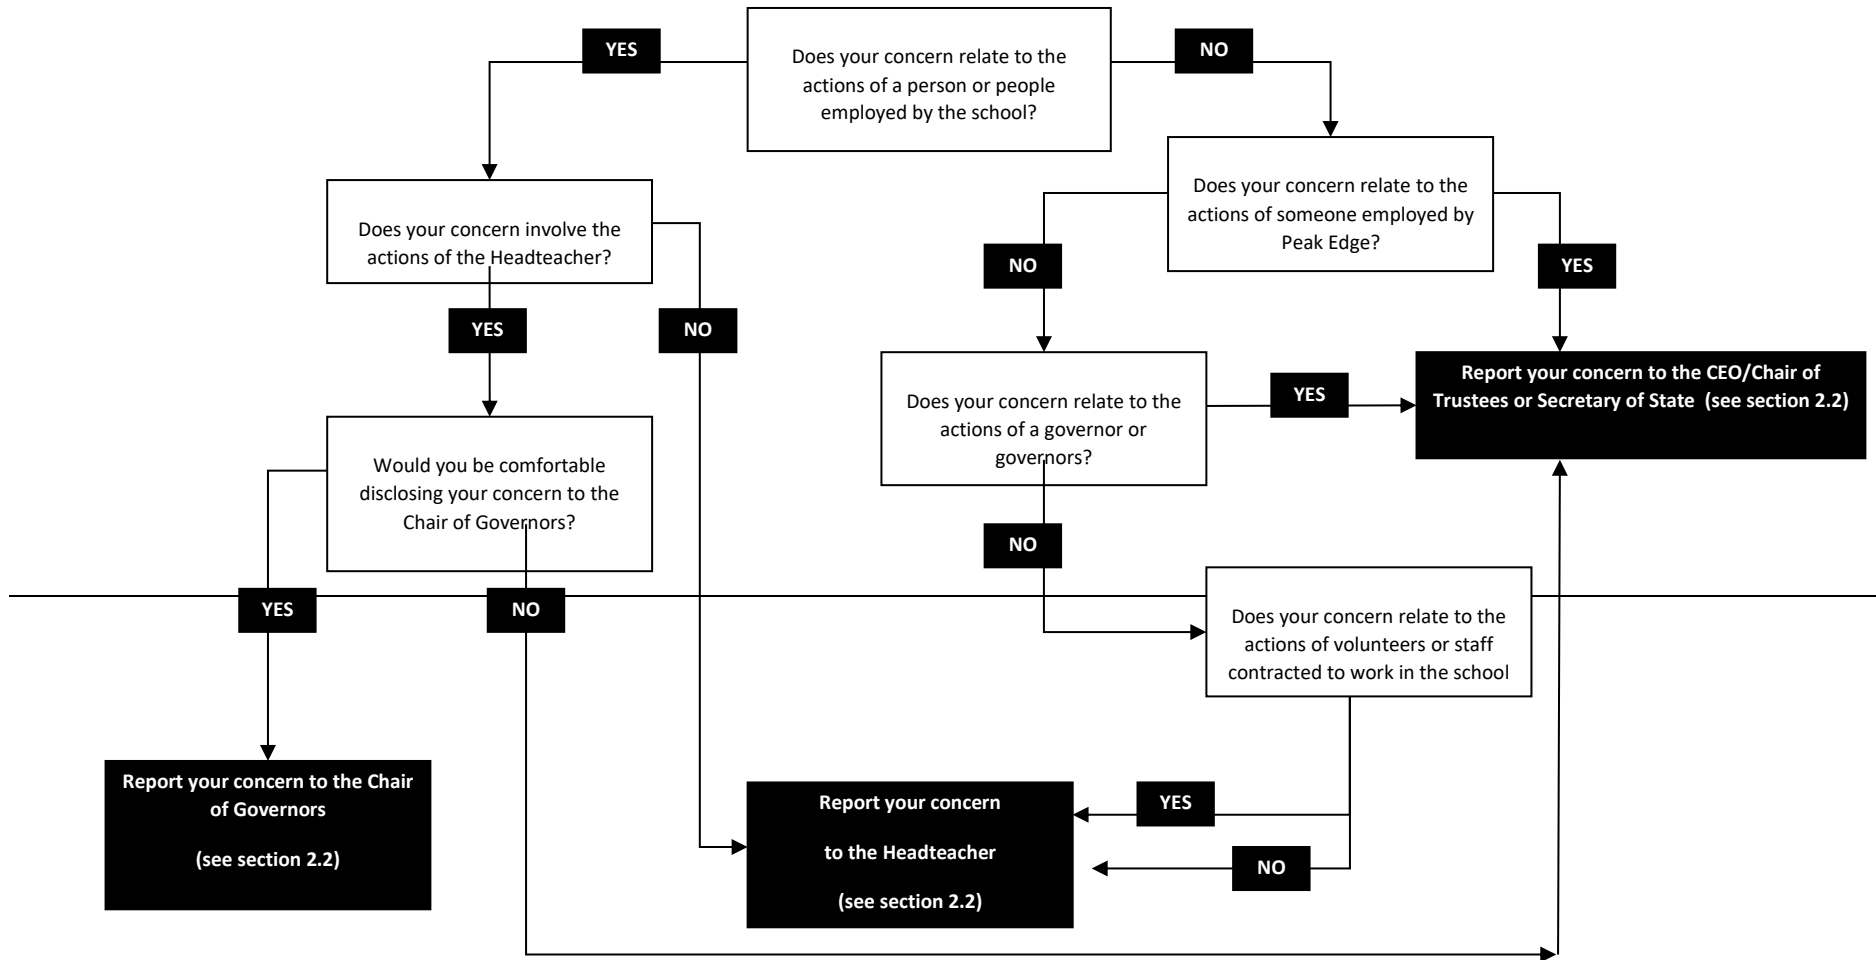 YES
Does your concern relate to the
actions of a person or people
employed by the school?
NO
Does your concern involve the
actions of the Headteacher?
Does your concern relate to the
actions of someone employed by
Peak Edge?
NO
YES
YES
NO
Does your concern relate to the
actions of a governor or
governors?
YES
Report your concern to the CEO/Chair of
Trustees or Secretary of State (see section 2.2)
Would you be comfortable
disclosing your concern to the
Chair of Governors?
NO
YES
NO
Does your concern relate to the
actions of volunteers or staff
contracted to work in the school
Report your concern to the Chair
of Governors
(see section 2.2)
Report your concern
to the Headteacher
(see section 2.2)
YES
NO